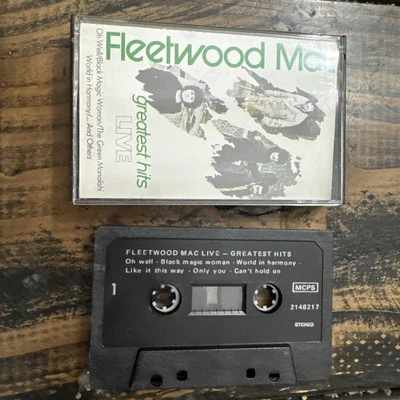 Fleetwood Mac
greatest hits
LIVE
Oh Well/Black Magic Woman/The Green Manalishi
World in Harmony/... And Others
FLEETWOOD MAC LIVE – GREATEST HITS
Oh well - Black magic woman - World in harmony -
Like it this way - Only you - Can't hold on
1
MCPS
2148217
STEREO